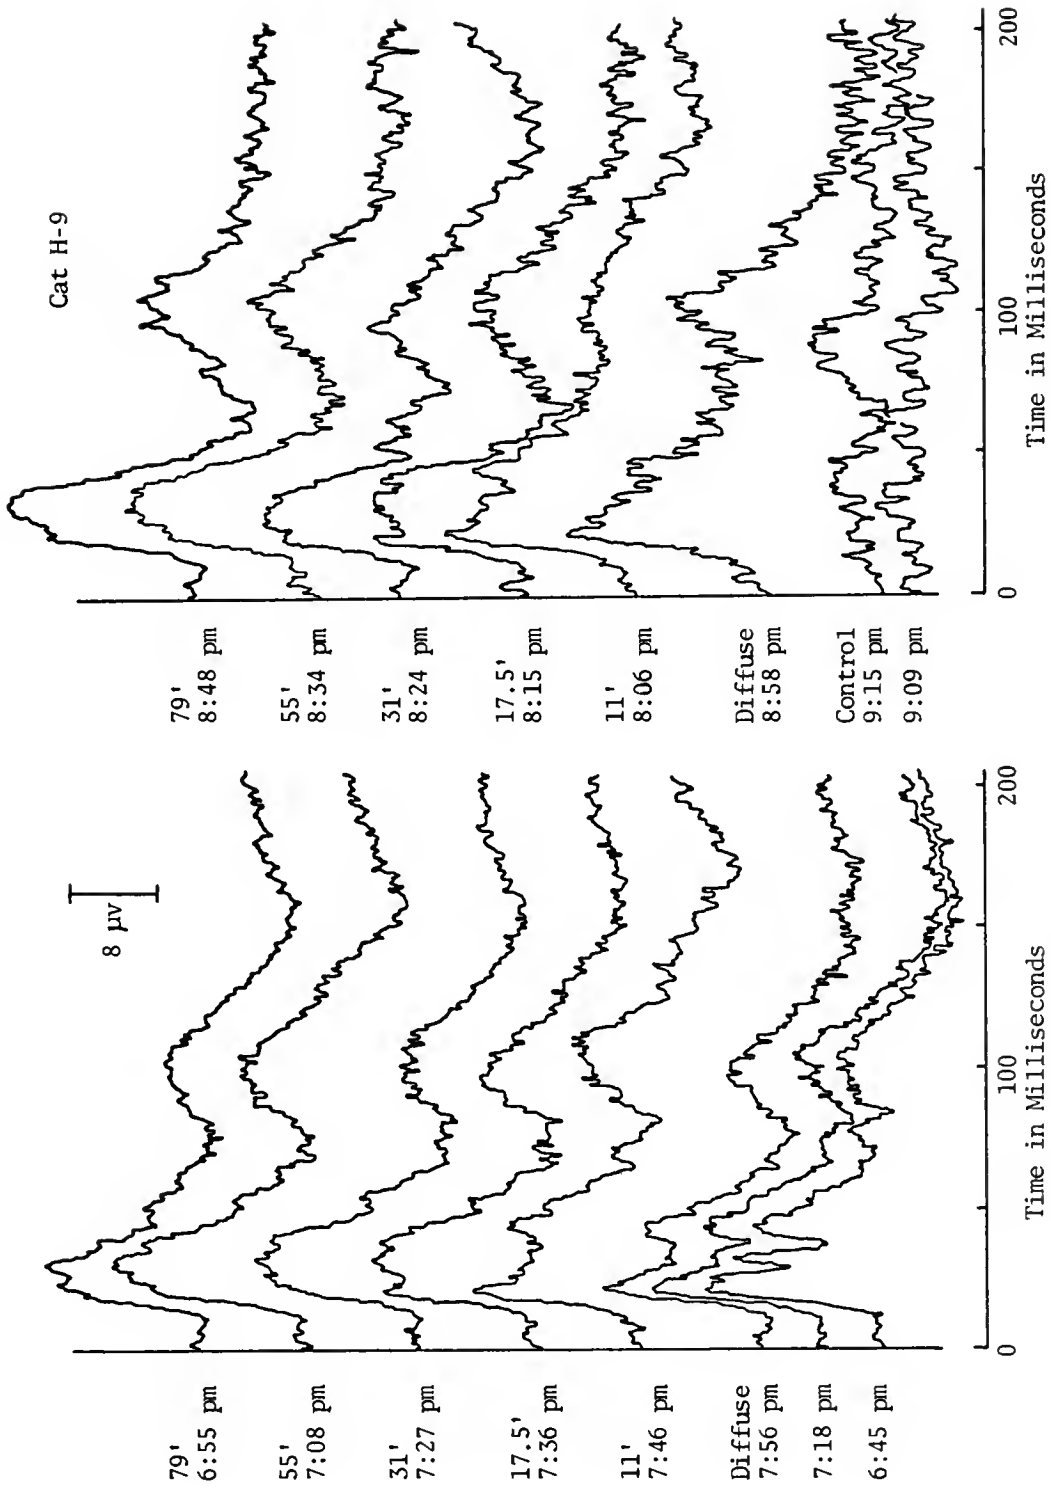 Cat H-9
8 μv
79'
6:55 pm
55'
7:08 pm
31'
7:27 pm
17.5'
7:36 pm
11'
7:46 pm
Diffuse
7:56 pm
7:18 pm
6:45 pm
0
100
200
Time in Milliseconds
79'
8:48 pm
55'
8:34 pm
31'
8:24 pm
17.5'
8:15 pm
11'
8:06 pm
Diffuse
8:58 pm
Control
9:15 pm
9:09 pm
0
100
200
Time in Milliseconds